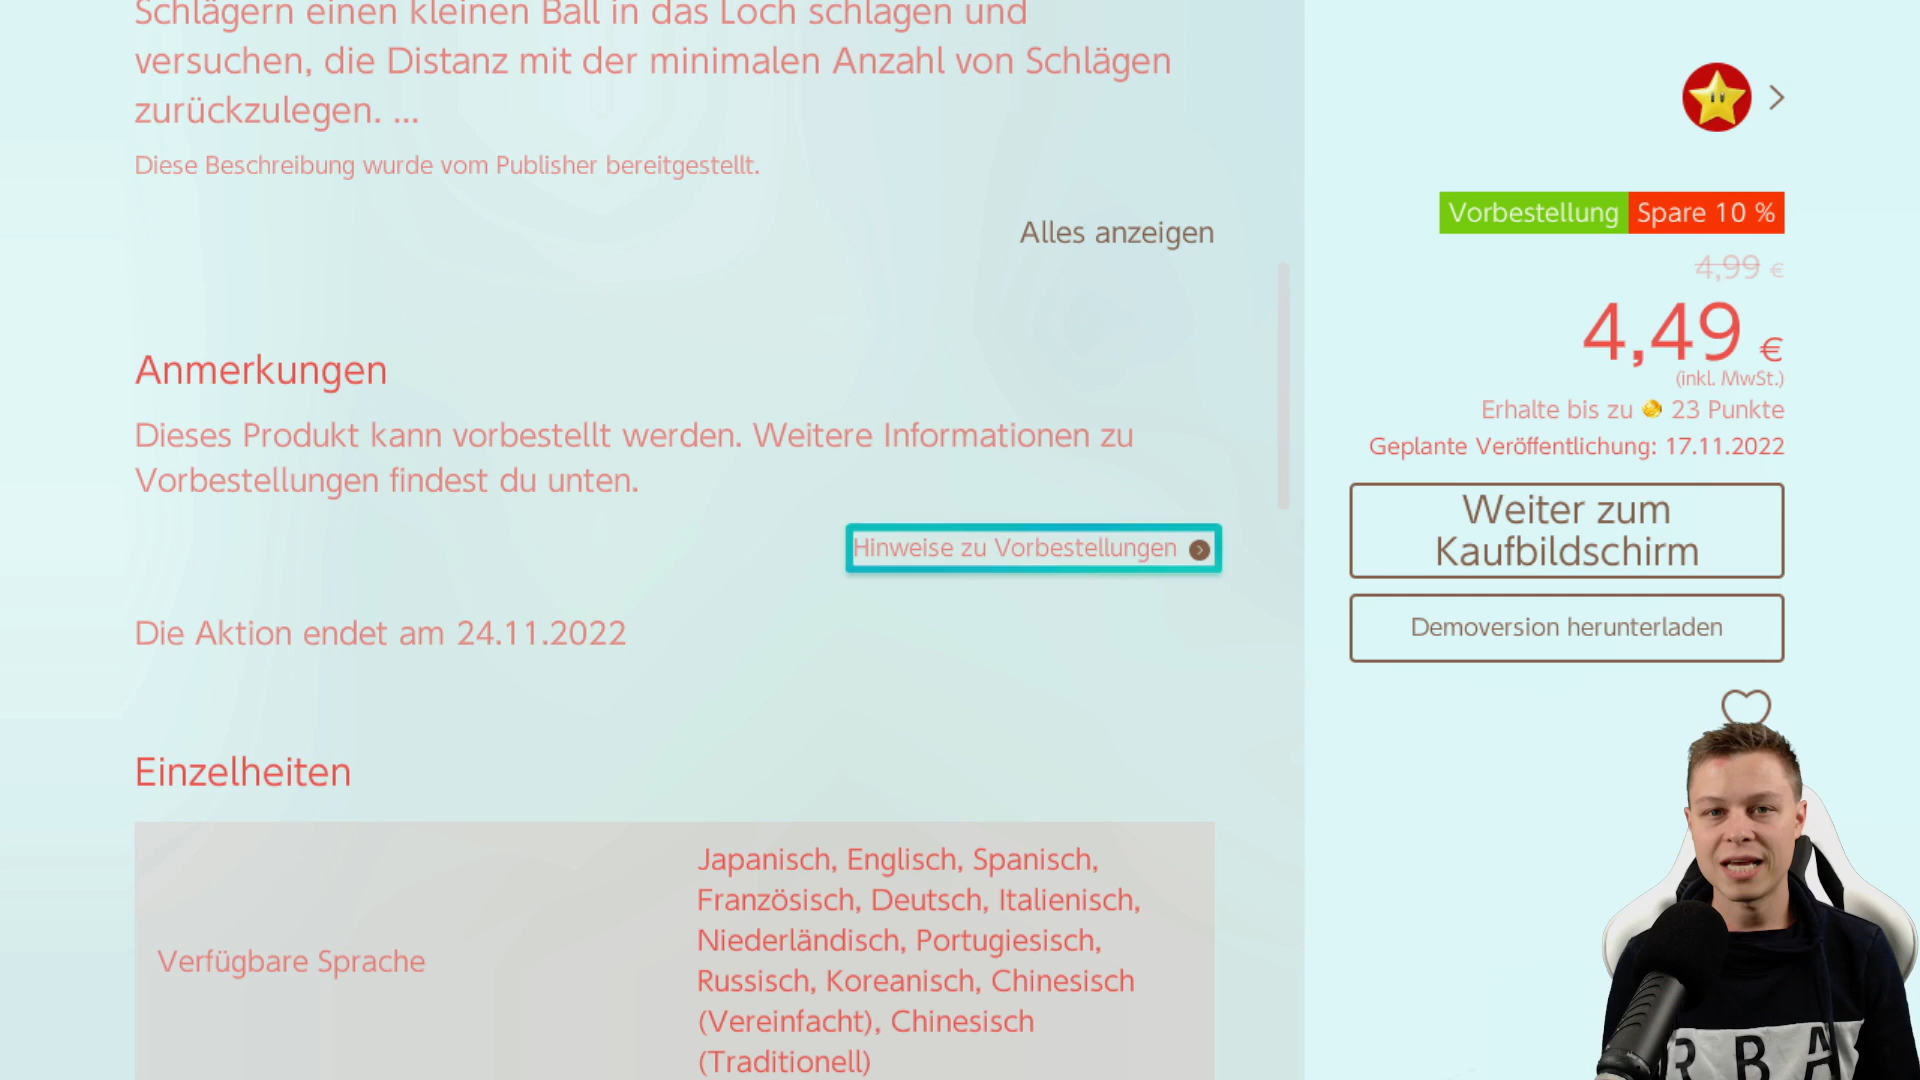 Schlägern einen kleinen Ball in das Loch schlagen und
versuchen, die Distanz mit der minimalen Anzahl von Schlägen
zurückzulegen. ...
Diese Beschreibung wurde vom Publisher bereitgestellt.
Alles anzeigen
Anmerkungen
Dieses Produkt kann vorbestellt werden. Weitere Informationen zu
Vorbestellungen findest du unten.
Hinweise zu Vorbestellungen
Die Aktion endet am 24.11.2022
Einzelheiten
Verfügbare Sprache
Japanisch, Englisch, Spanisch,
Französisch, Deutsch, Italienisch,
Niederländisch, Portugiesisch,
Russisch, Koreanisch, Chinesisch
(Vereinfacht), Chinesisch
(Traditionell)
Vorbestellung Spare 10 %
4,99 €
4,49 €
(inkl. MwSt.)
Erhalte bis zu 23 Punkte
Geplante Veröffentlichung: 17.11.2022
Weiter zum
Kaufbildschirm
Demoversion herunterladen
RBA